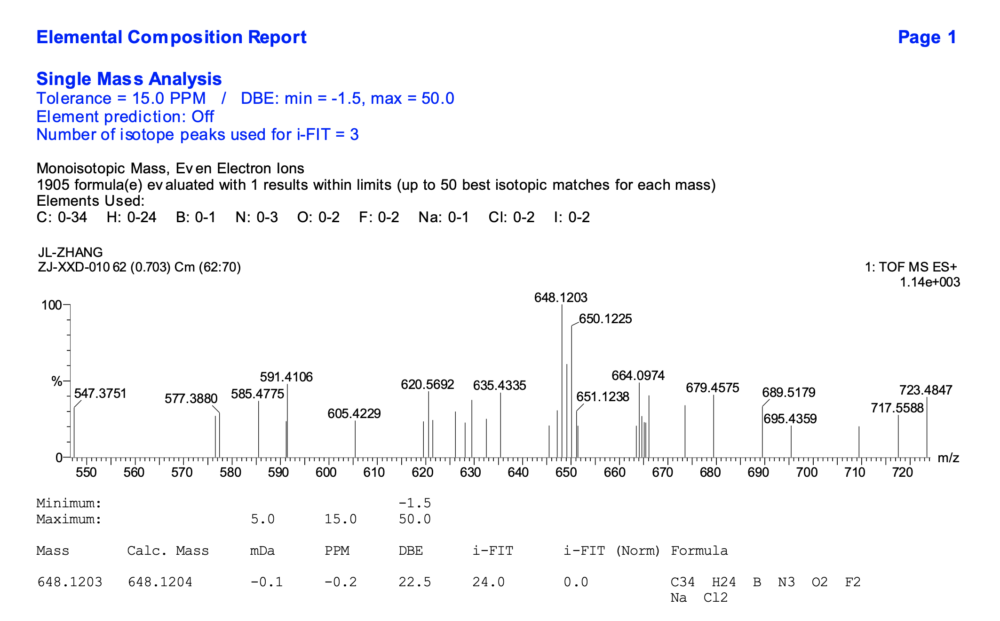 Elemental Composition Report Page 1
Single Mass Analysis
Tolerance = 15.0 PPM / DBE: min = -1.5, max = 50.0
Element prediction: Off
Number of isotope peaks used for i-FIT = 3
Monoisotopic Mass, Even Electron Ions
1905 formula(e) evaluated with 1 results within limits (up to 50 best isotopic matches for each mass)
Elements Used:
C: 0-34 H: 0-24 B: 0-1 N: 0-3 O: 0-2 F: 0-2 Na: 0-1 Cl: 0-2 I: 0-2
JL-ZHANG
ZJ-XXD-010 62 (0.703) Cm (62:70) 1: TOF MS ES+
1.14e+003
648.1203
100
650.1225
591.4106 664.0974
% 620.5692 635.4335 679.4575 723.4847
547.3751 585.4775 651.1238 689.5179
577.3880 717.5588
605.4229 695.4359
0 m/z
550 560 570 580 590 600 610 620 630 640 650 660 670 680 690 700 710 720
Minimum: -1.5
Maximum: 5.0 15.0 50.0
Mass Calc. Mass mDa PPM DBE i-FIT i-FIT (Norm) Formula
648.1203 648.1204 -0.1 -0.2 22.5 24.0 0.0 C34 H24 B N3 O2 F2
Na Cl2